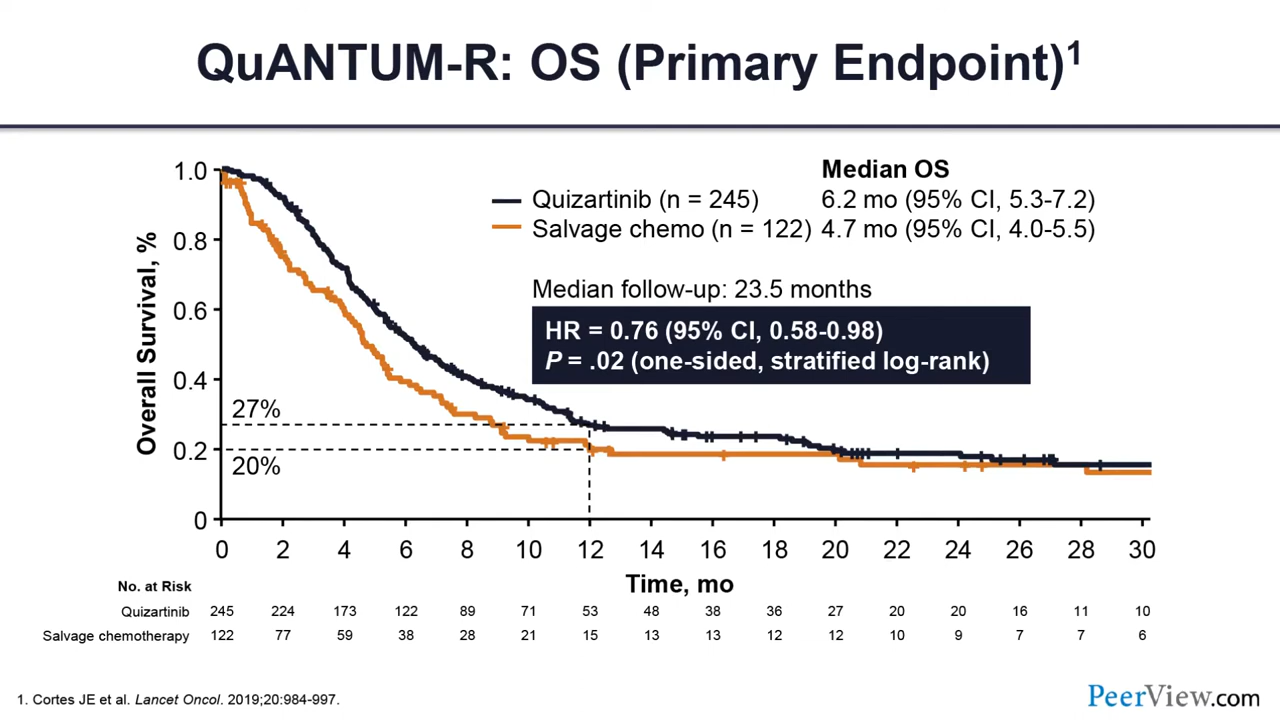 QuANTUM-R: OS (Primary Endpoint)1
Median OS
Quizartinib (n = 245) 6.2 mo (95% CI, 5.3-7.2)
Salvage chemo (n = 122) 4.7 mo (95% CI, 4.0-5.5)
Median follow-up: 23.5 months
HR = 0.76 (95% CI, 0.58-0.98)
P = .02 (one-sided, stratified log-rank)
Overall Survival, %
1.0
0.8
0.6
0.4
0.2
0
27%
20%
0 2 4 6 8 10 12 14 16 18 20 22 24 26 28 30
Time, mo
No. at Risk
Quizartinib 245 224 173 122 89 71 53 48 38 36 27 20 20 16 11 10
Salvage chemotherapy 122 77 59 38 28 21 15 13 13 12 12 10 9 7 7 6
1. Cortes JE et al. Lancet Oncol. 2019;20:984-997.
PeerView.com